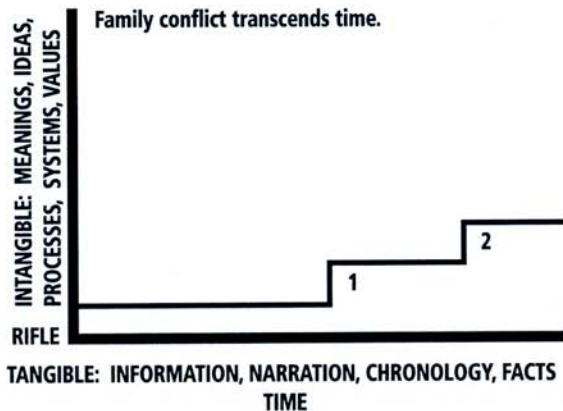 Family conflict transcends time.
INTANGIBLE: MEANINGS, IDEAS,
PROCESSES, SYSTEMS, VALUES
1
2
RIFLE
TANGIBLE: INFORMATION, NARRATION, CHRONOLOGY, FACTS
TIME